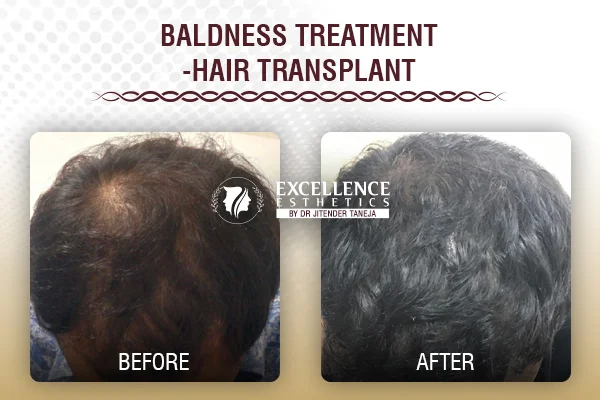 BALDNESS TREATMENT
-HAIR TRANSPLANT
EXCELLENCE
ESTHETICS
BY DR JITENDER TANEJA
BEFORE
AFTER